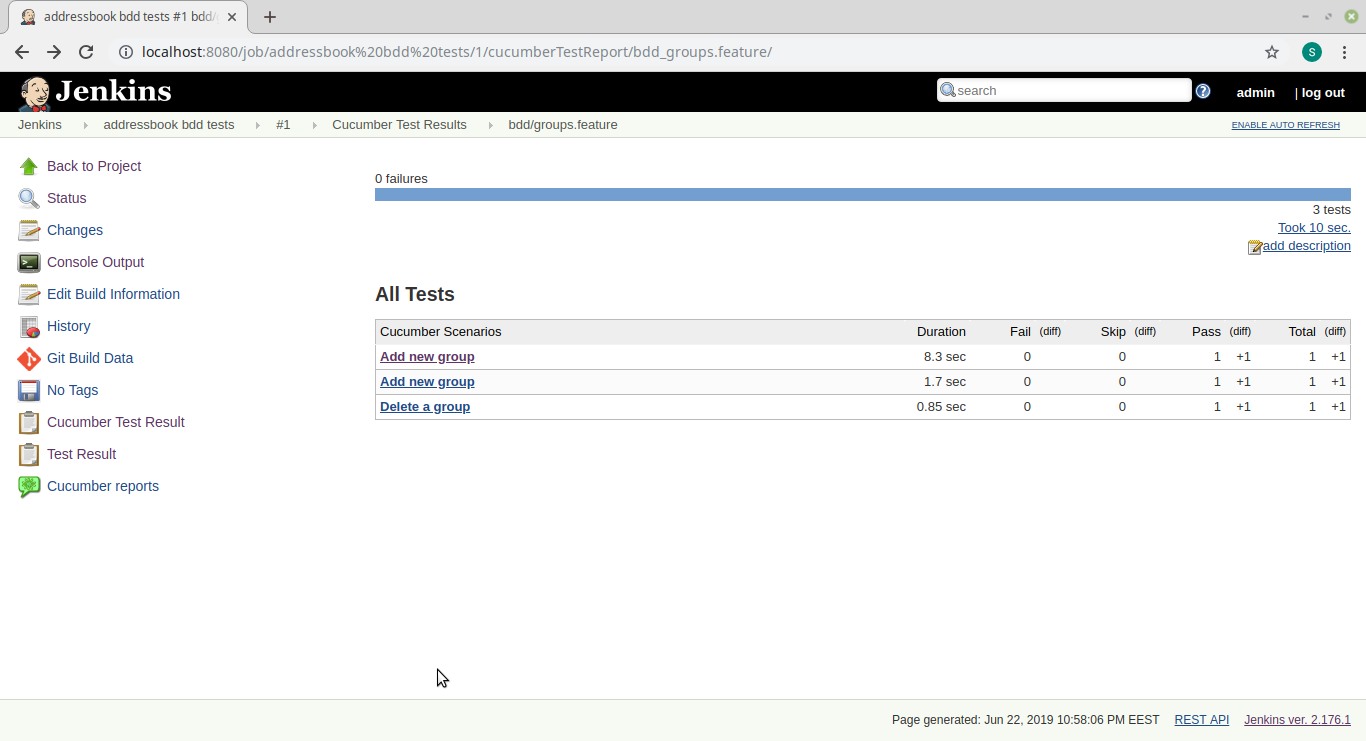 addressbook bdd tests #1 bdd/
localhost:8080/job/addressbook%20bdd%20tests/1/cucumberTestReport/bdd_groups.feature/
S
Jenkins
search
?
admin
| log out
Jenkins addressbook bdd tests #1 Cucumber Test Results bdd/groups.feature
ENABLE AUTO REFRESH
Back to Project
Status
Changes
Console Output
Edit Build Information
History
Git Build Data
No Tags
Cucumber Test Result
Test Result
Cucumber reports
0 failures
3 tests
Took 10 sec.
add description
All Tests
Cucumber Scenarios Duration Fail (diff) Skip (diff) Pass (diff) Total (diff)
Add new group 8.3 sec 0 0 1 +1 1 +1
Add new group 1.7 sec 0 0 1 +1 1 +1
Delete a group 0.85 sec 0 0 1 +1 1 +1
Page generated: Jun 22, 2019 10:58:06 PM EEST REST API Jenkins ver. 2.176.1